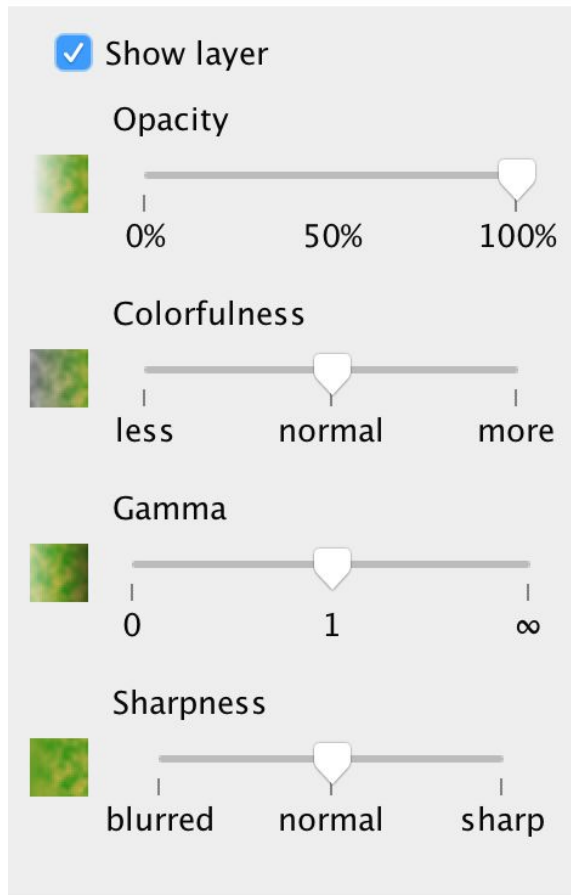 Show layer
Opacity
0% 50% 100%
Colorfulness
less normal more
Gamma
0 1 ∞
Sharpness
blurred normal sharp